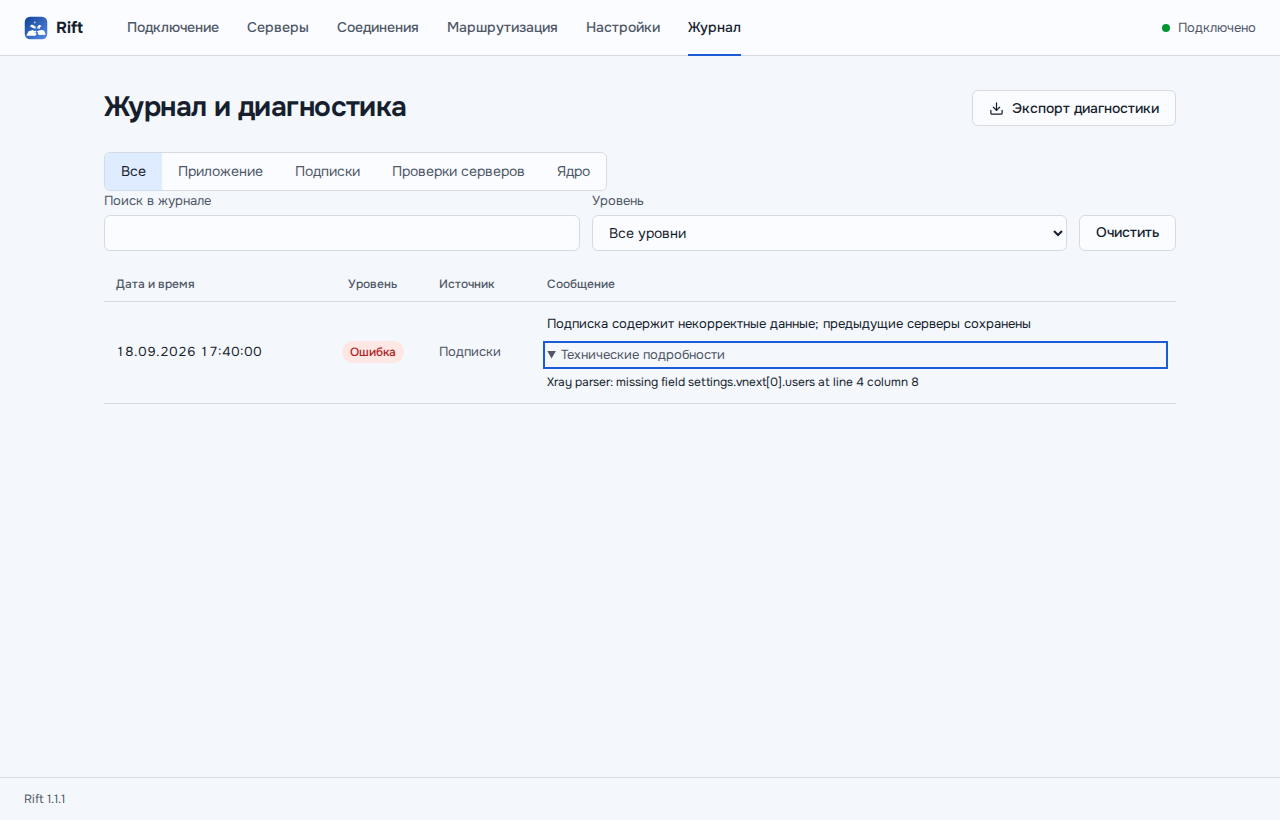 Rift
Подключение
Серверы
Соединения
Маршрутизация
Настройки
Журнал
Подключено
Журнал и диагностика
Экспорт диагностики
Все
Приложение
Подписки
Проверки серверов
Ядро
Поиск в журнале
Уровень
Все уровни
Очистить
Дата и время
Уровень
Источник
Сообщение
18.09.2026 17:40:00
Ошибка
Подписки
Подписка содержит некорректные данные; предыдущие серверы сохранены
Технические подробности
Xray parser: missing field settings.vnext[0].users at line 4 column 8
Rift 1.1.1